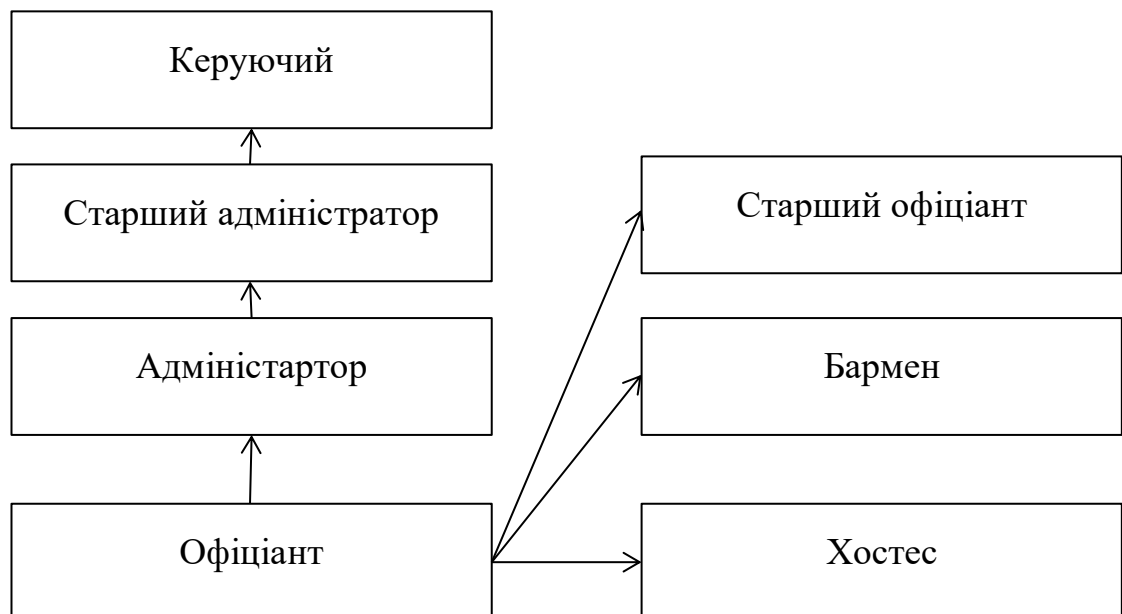 Керуючий
Старший адміністратор
Старший офіціант
Адміністартор
Бармен
Офіціант
Хостес